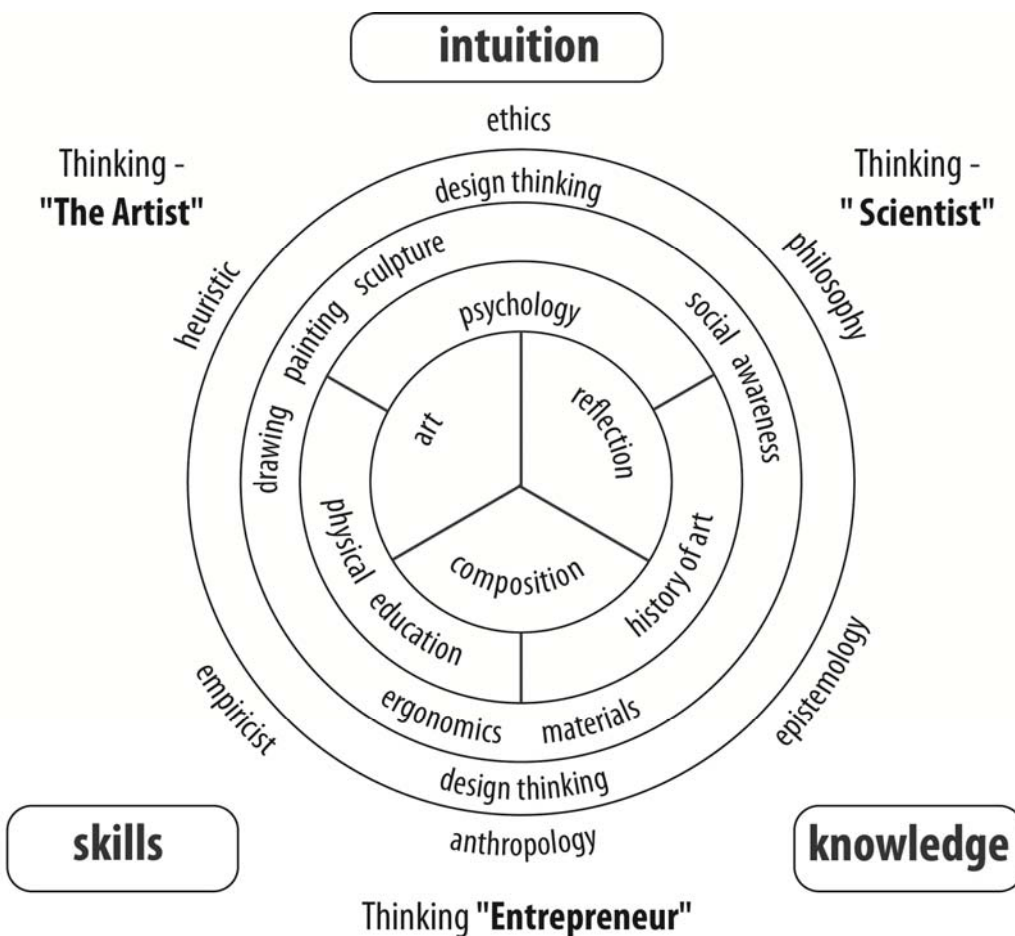 intuition
ethics
Thinking -
"The Artist"
Thinking -
" Scientist"
design thinking
heuristic
philosophy
drawing painting sculpture
social awareness
psychology
art
reflection
composition
physical education
history of art
ergonomics
materials
empiricist
epistemology
design thinking
anthropology
skills
knowledge
Thinking "Entrepreneur"